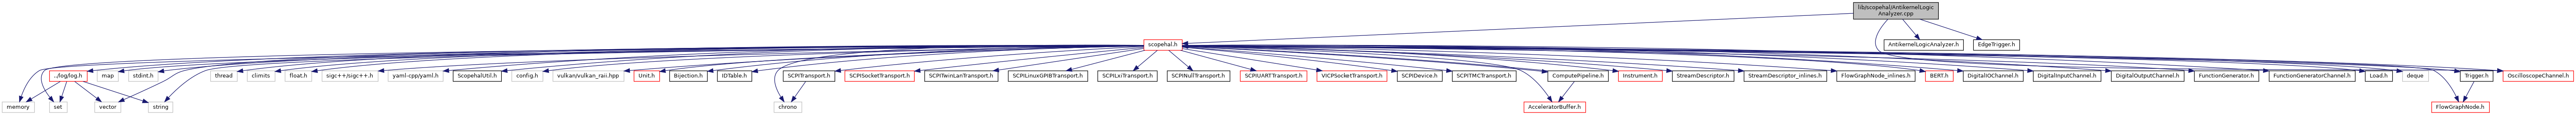 lib/scopehal/AntikernelLogic
Analyzer.cpp
scopehal.h
AntikernelLogicAnalyzer.h
EdgeTrigger.h
../log/log.h
map
stdint.h
thread
climits
float.h
sigc++/sigc++.h
yaml-cpp/yaml.h
ScopehalUtil.h
config.h
vulkan/vulkan_raii.hpp
Unit.h
Bijection.h
IDTable.h
SCPITransport.h
SCPISocketTransport.h
SCPITwinLanTransport.h
SCPILinuxGPIBTransport.h
SCPILxiTransport.h
SCPINullTransport.h
SCPIUARTTransport.h
VICPSocketTransport.h
SCPIDevice.h
SCPITMCTransport.h
ComputePipeline.h
Instrument.h
StreamDescriptor.h
StreamDescriptor_inlines.h
FlowGraphNode_inlines.h
BERT.h
DigitalIOChannel.h
DigitalInputChannel.h
DigitalOutputChannel.h
FunctionGenerator.h
FunctionGeneratorChannel.h
Load.h
deque
Trigger.h
OscilloscopeChannel.h
memory
set
vector
string
chrono
AcceleratorBuffer.h
FlowGraphNode.h